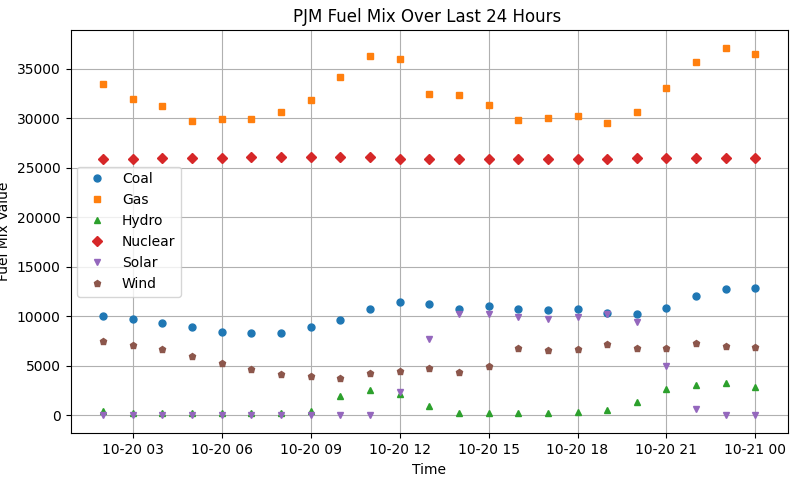 PJM Fuel Mix Over Last 24 Hours
35000
30000
25000
20000
15000
10000
5000
0
Fuel Mix Value
Coal
Gas
Hydro
Nuclear
Solar
Wind
10-20 03 10-20 06 10-20 09 10-20 12 10-20 15 10-20 18 10-20 21 10-21 00
Time